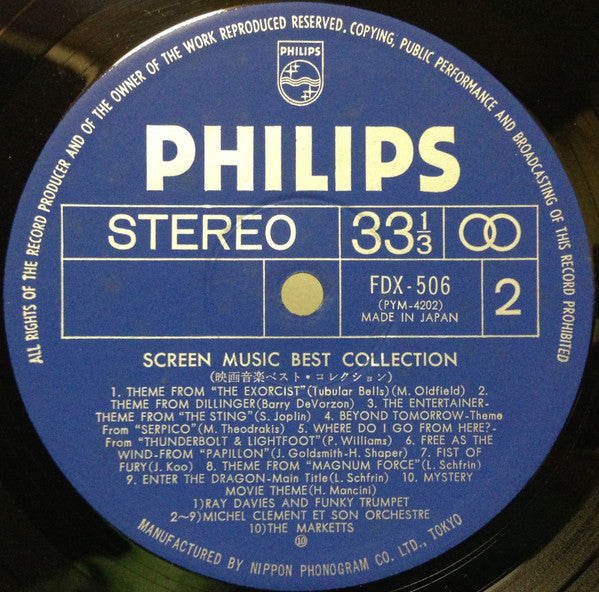 ALL RIGHTS OF THE RECORD PRODUCER AND OF THE OWNER OF THE WORK REPRODUCED RESERVED. COPYING, PUBLIC PERFORMANCE AND BROADCASTING OF THIS RECORD PROHIBITED
PHILIPS
PHILIPS
STEREO 33 1/3
FDX-506 2
(PYM-4202)
MADE IN JAPAN
SCREEN MUSIC BEST COLLECTION
(映画音楽ベスト・コレクション)
1. THEME FROM "THE EXORCIST"(Tubular Bells)(M. Oldfield) 2.
THEME FROM DILLINGER(Barry DeVorzon) 3. THE ENTERTAINER-
THEME FROM "THE STING"(S. Joplin) 4. BEYOND TOMORROW-Theme
From "SERPICO"(M. Theodrakis) 5. WHERE DO I GO FROM HERE?-
From "THUNDERBOLT & LIGHTFOOT"(P. Williams) 6. FREE AS THE
WIND-FROM "PAPILLON"(J. Goldsmith-H. Shaper) 7. FIST OF
FURY(J. Koo) 8. THEME FROM "MAGNUM FORCE"(L. Schfrin)
9. ENTER THE DRAGON-Main Title(L. Schfrin) 10. MYSTERY
MOVIE THEME(H. Mancini)
1)RAY DAVIES AND FUNKY TRUMPET
2~9)MICHEL CLEMENT ET SON ORCHESTRE
10)THE MARKETTS
⑩
MANUFACTURED BY NIPPON PHONOGRAM CO. LTD., TOKYO